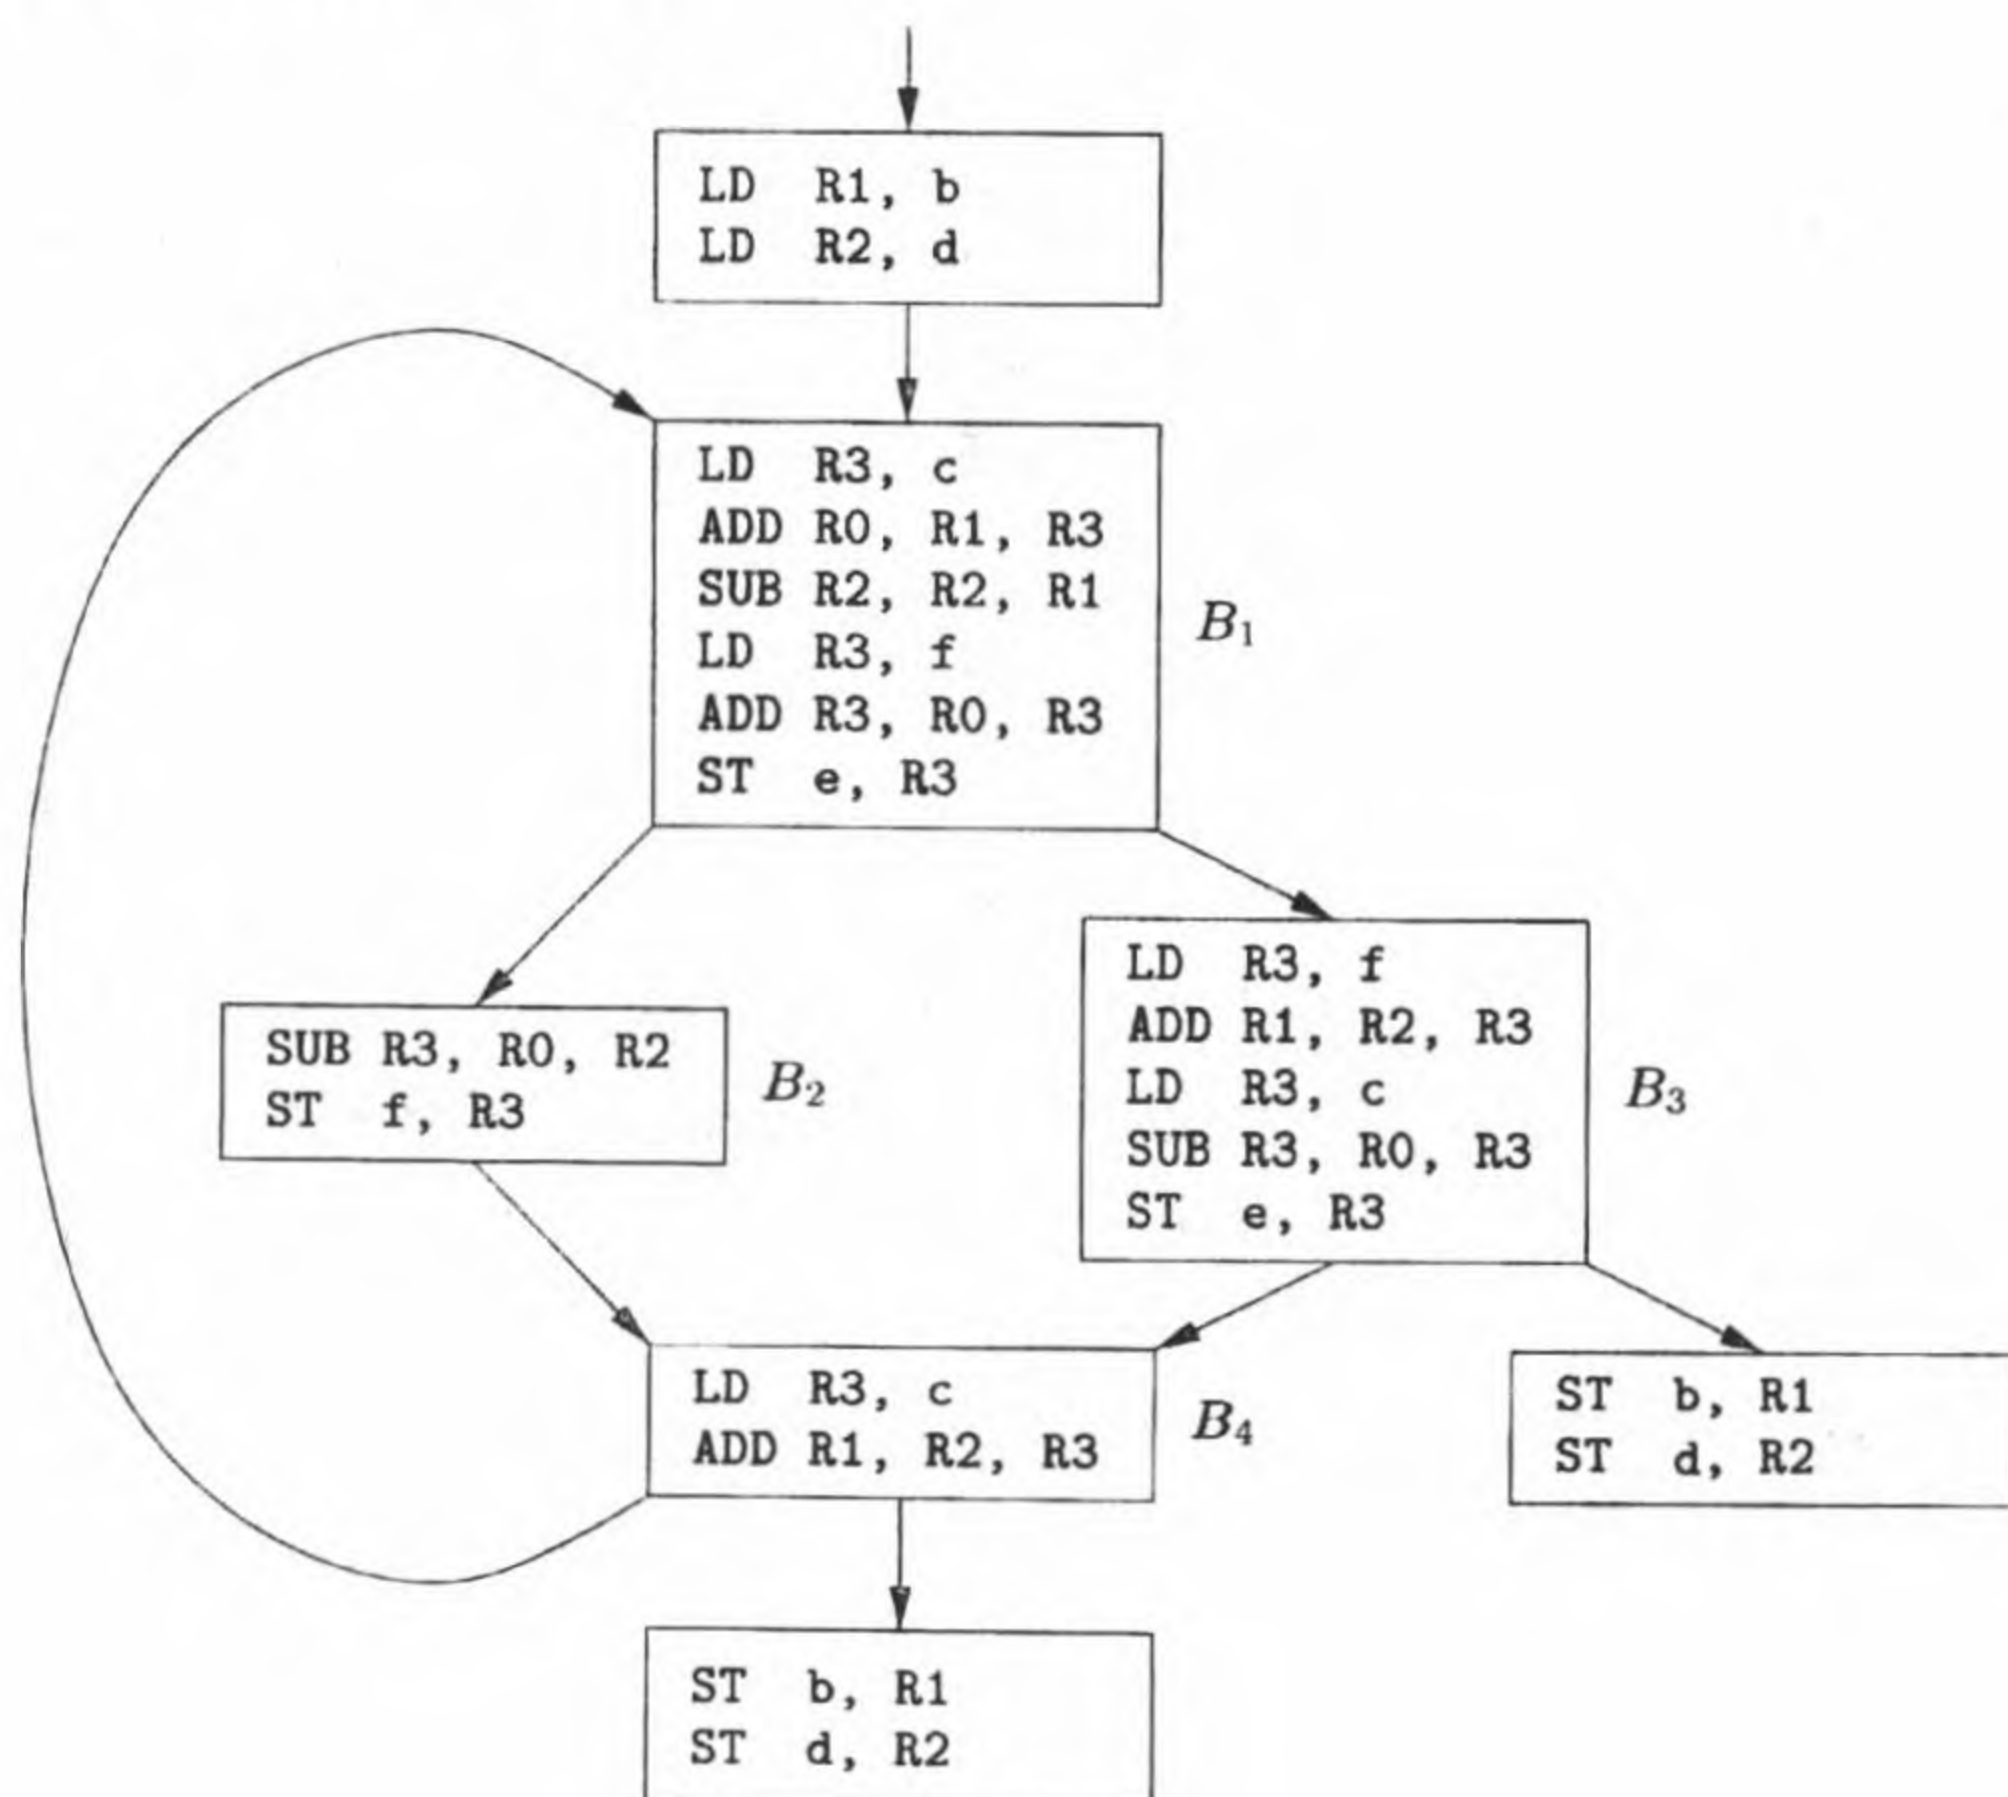 LD R1, b
LD R2, d
LD R3, c
ADD R0, R1, R3
SUB R2, R2, R1
LD R3, f
ADD R3, R0, R3
ST e, R3
B₁
SUB R3, R0, R2
ST f, R3
B₂
LD R3, f
ADD R1, R2, R3
LD R3, c
SUB R3, R0, R3
ST e, R3
B₃
LD R3, c
ADD R1, R2, R3
B₄
ST b, R1
ST d, R2
ST b, R1
ST d, R2